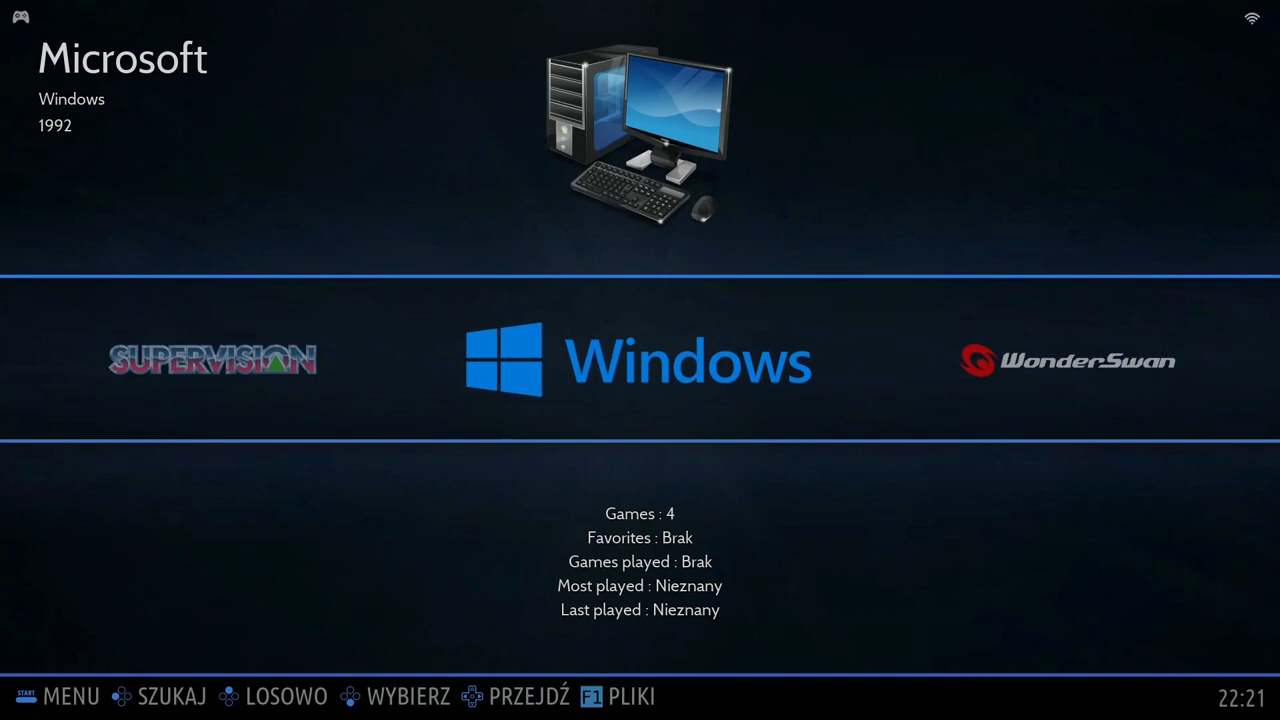 Microsoft
Windows
1992
SUPERVISION
Windows
WonderSwan
Games : 4
Favorites : Brak
Games played : Brak
Most played : Nieznany
Last played : Nieznany
START MENU SZUKAJ LOSOWO WYBIERZ PRZEJDŹ F1 PLIKI 22:21